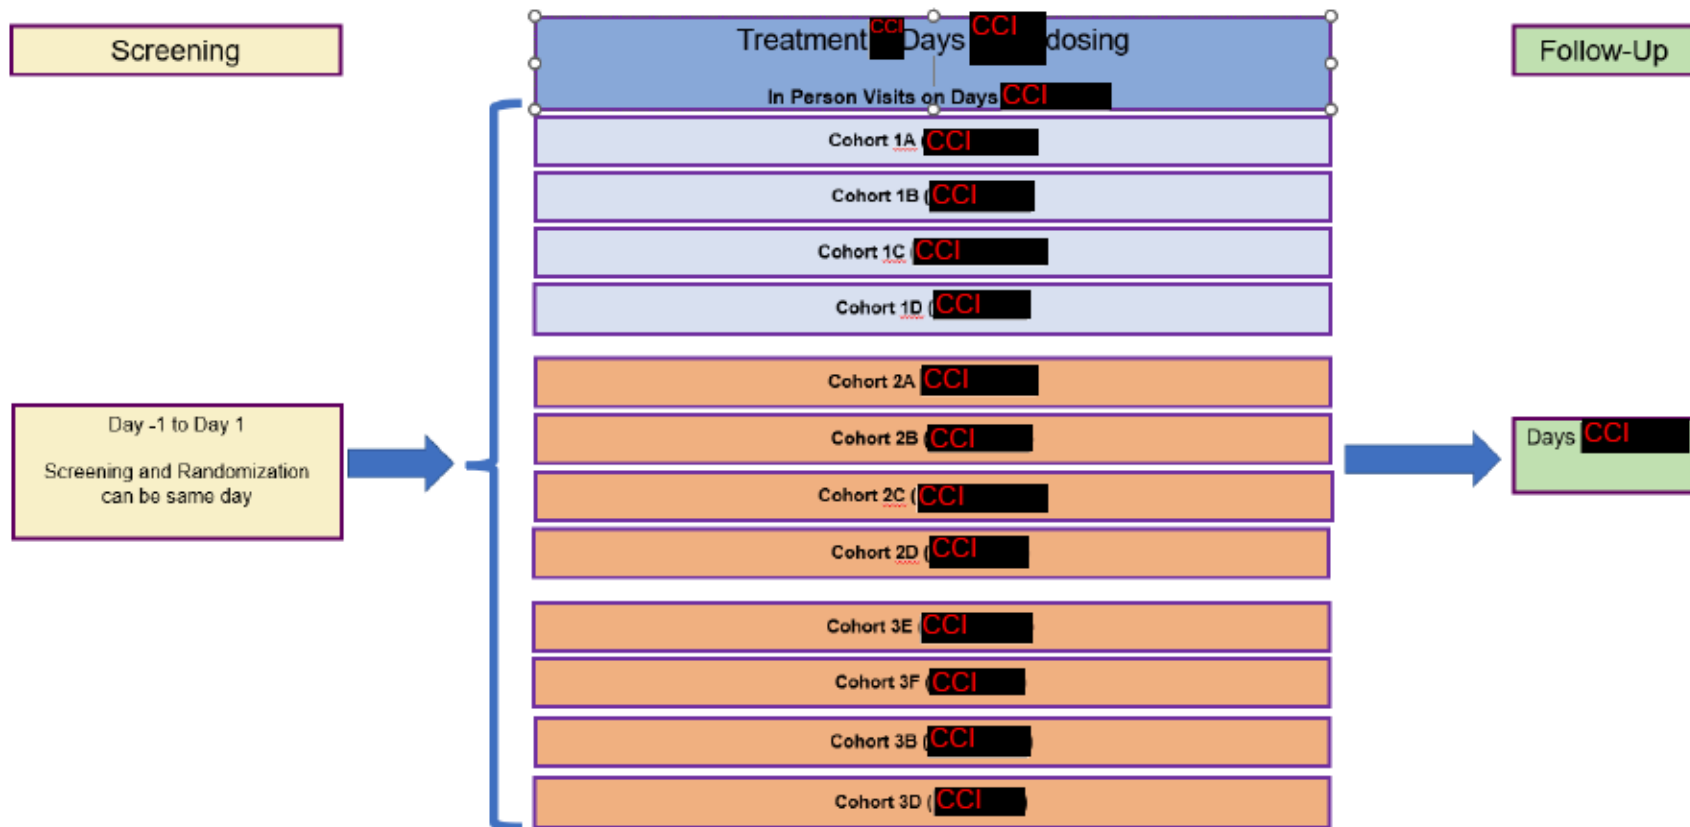 Screening
Treatment CCI Days CCI dosing
In Person Visits on Days CCI
Follow-Up
Cohort 1A (CCI
Cohort 1B (CCI
Cohort 1C (CCI
Cohort 1D (CCI
Cohort 2A CCI
Cohort 2B (CCI
Cohort 2C (CCI
Cohort 2D (CCI
Cohort 3E (CCI
Cohort 3F (CCI
Cohort 3B (CCI)
Cohort 3D (CCI)
Day -1 to Day 1
Screening and Randomization
can be same day
Days CCI